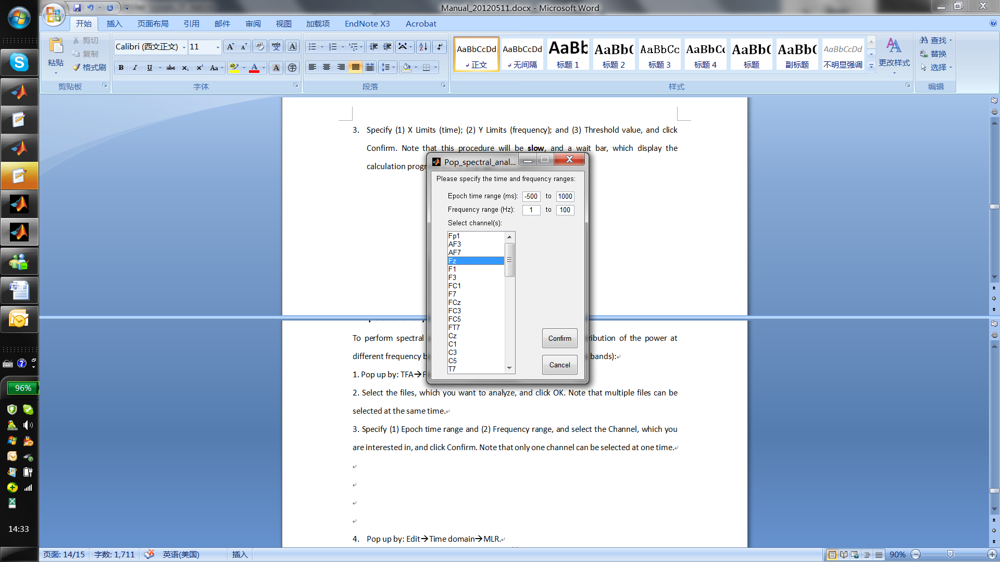 Manual_20120511.docx - Microsoft Word
开始 插入 页面布局 引用 邮件 审阅 视图 加载项 EndNote X3 Acrobat
粘贴 剪切
复制
格式刷
剪贴板
Calibri (西文正文) 11
字体
段落
AaBbCcDd 正文
AaBbCcDd 无间隔
AaBb 标题 1
AaBb( 标题 2
AaBbCc 标题 3
AaBbCc 标题 4
AaBb( 标题
AaBb( 副标题
AaBbCcDd 不明显强调
更改样式
样式
查找
替换
选择
编辑
3. Specify (1) X Limits (time); (2) Y Limits (frequency); and (3) Threshold value, and click
Confirm. Note that this procedure will be slow, and a wait bar, which display the
calculation progr
Pop_spectral_anal...
Please specify the time and frequency ranges:
Epoch time range (ms): -500 to 1000
Frequency range (Hz): 1 to 100
Select channel(s):
Fp1
AF3
AF7
Fz
F1
F3
FC1
F7
FCz
FC3
FC5
FT7
Cz
C1
C3
C5
T7
Confirm
Cancel
To perform spectral ribution of the power at
different frequency b bands):
1. Pop up by: TFA→F
2. Select the files, which you want to analyze, and click OK. Note that multiple files can be
selected at the same time.
3. Specify (1) Epoch time range and (2) Frequency range, and select the Channel, which you
are interested in, and click Confirm. Note that only one channel can be selected at one time.
4. Pop up by: Edit→Time domain→MLR.
96%
14:33
页面: 14/15 字数: 1,711 英语(美国) 插入 90%